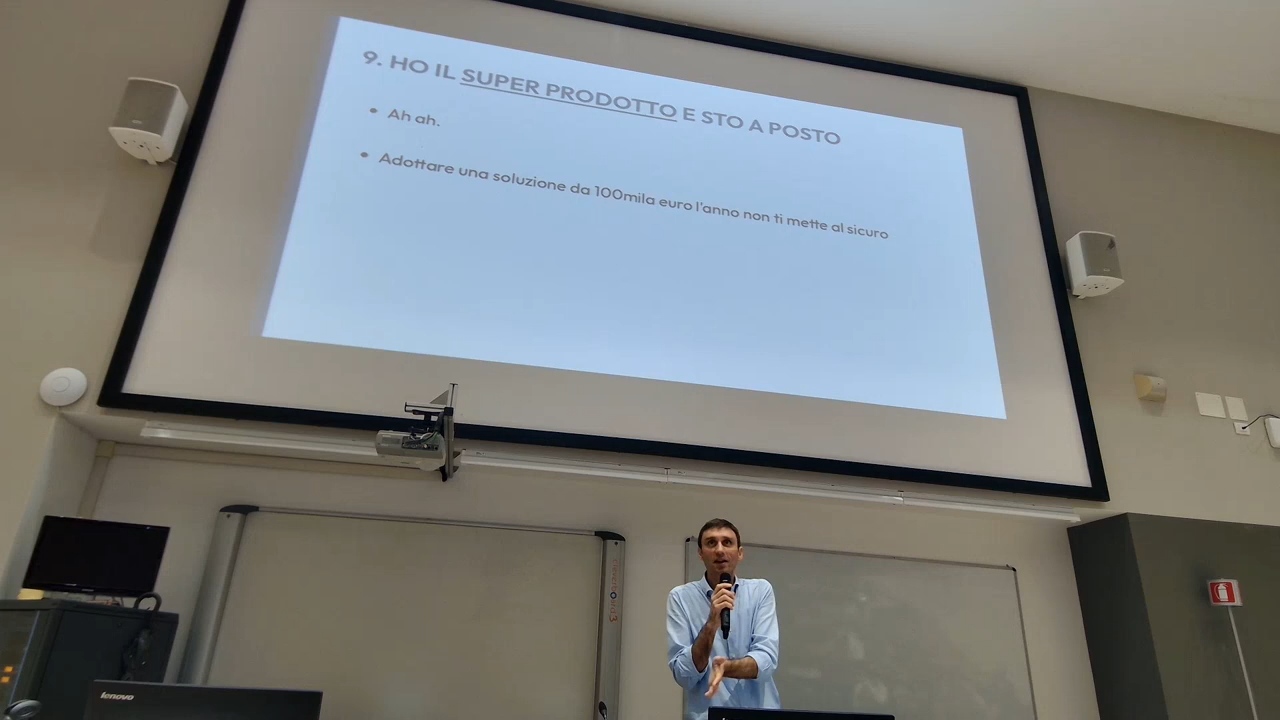 9. HO IL SUPER PRODOTTO E STO A POSTO
Ah ah.
Adottare una soluzione da 100mila euro l'anno non ti mette al sicuro
lenovo